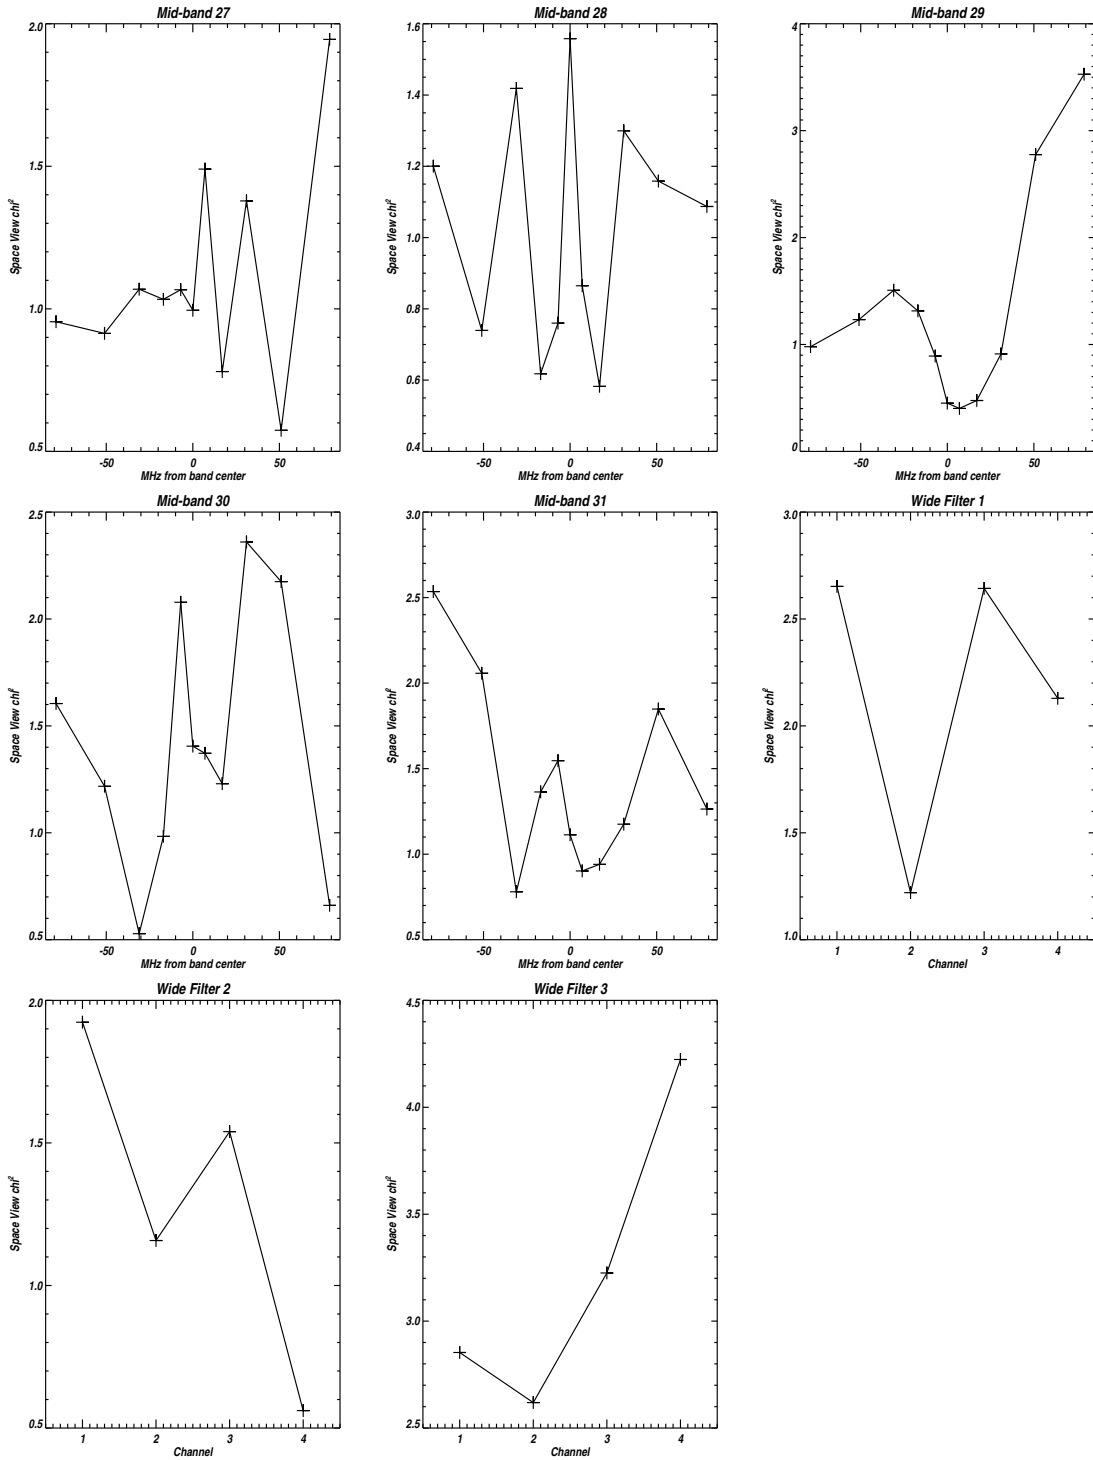 Mid-band 27
2.0
1.5
1.0
0.5
Space View chi²
-50 0 50
MHz from band center
Mid-band 28
1.6
1.4
1.2
1.0
0.8
0.6
0.4
Space View chi²
-50 0 50
MHz from band center
Mid-band 29
4
3
2
1
0
Space View chi²
-50 0 50
MHz from band center
Mid-band 30
2.5
2.0
1.5
1.0
0.5
Space View chi²
-50 0 50
MHz from band center
Mid-band 31
3.0
2.5
2.0
1.5
1.0
0.5
Space View chi²
-50 0 50
MHz from band center
Wide Filter 1
3.0
2.5
2.0
1.5
1.0
Space View chi²
1 2 3 4
Channel
Wide Filter 2
2.0
1.5
1.0
0.5
Space View chi²
1 2 3 4
Channel
Wide Filter 3
4.5
4.0
3.5
3.0
2.5
Space View chi²
1 2 3 4
Channel